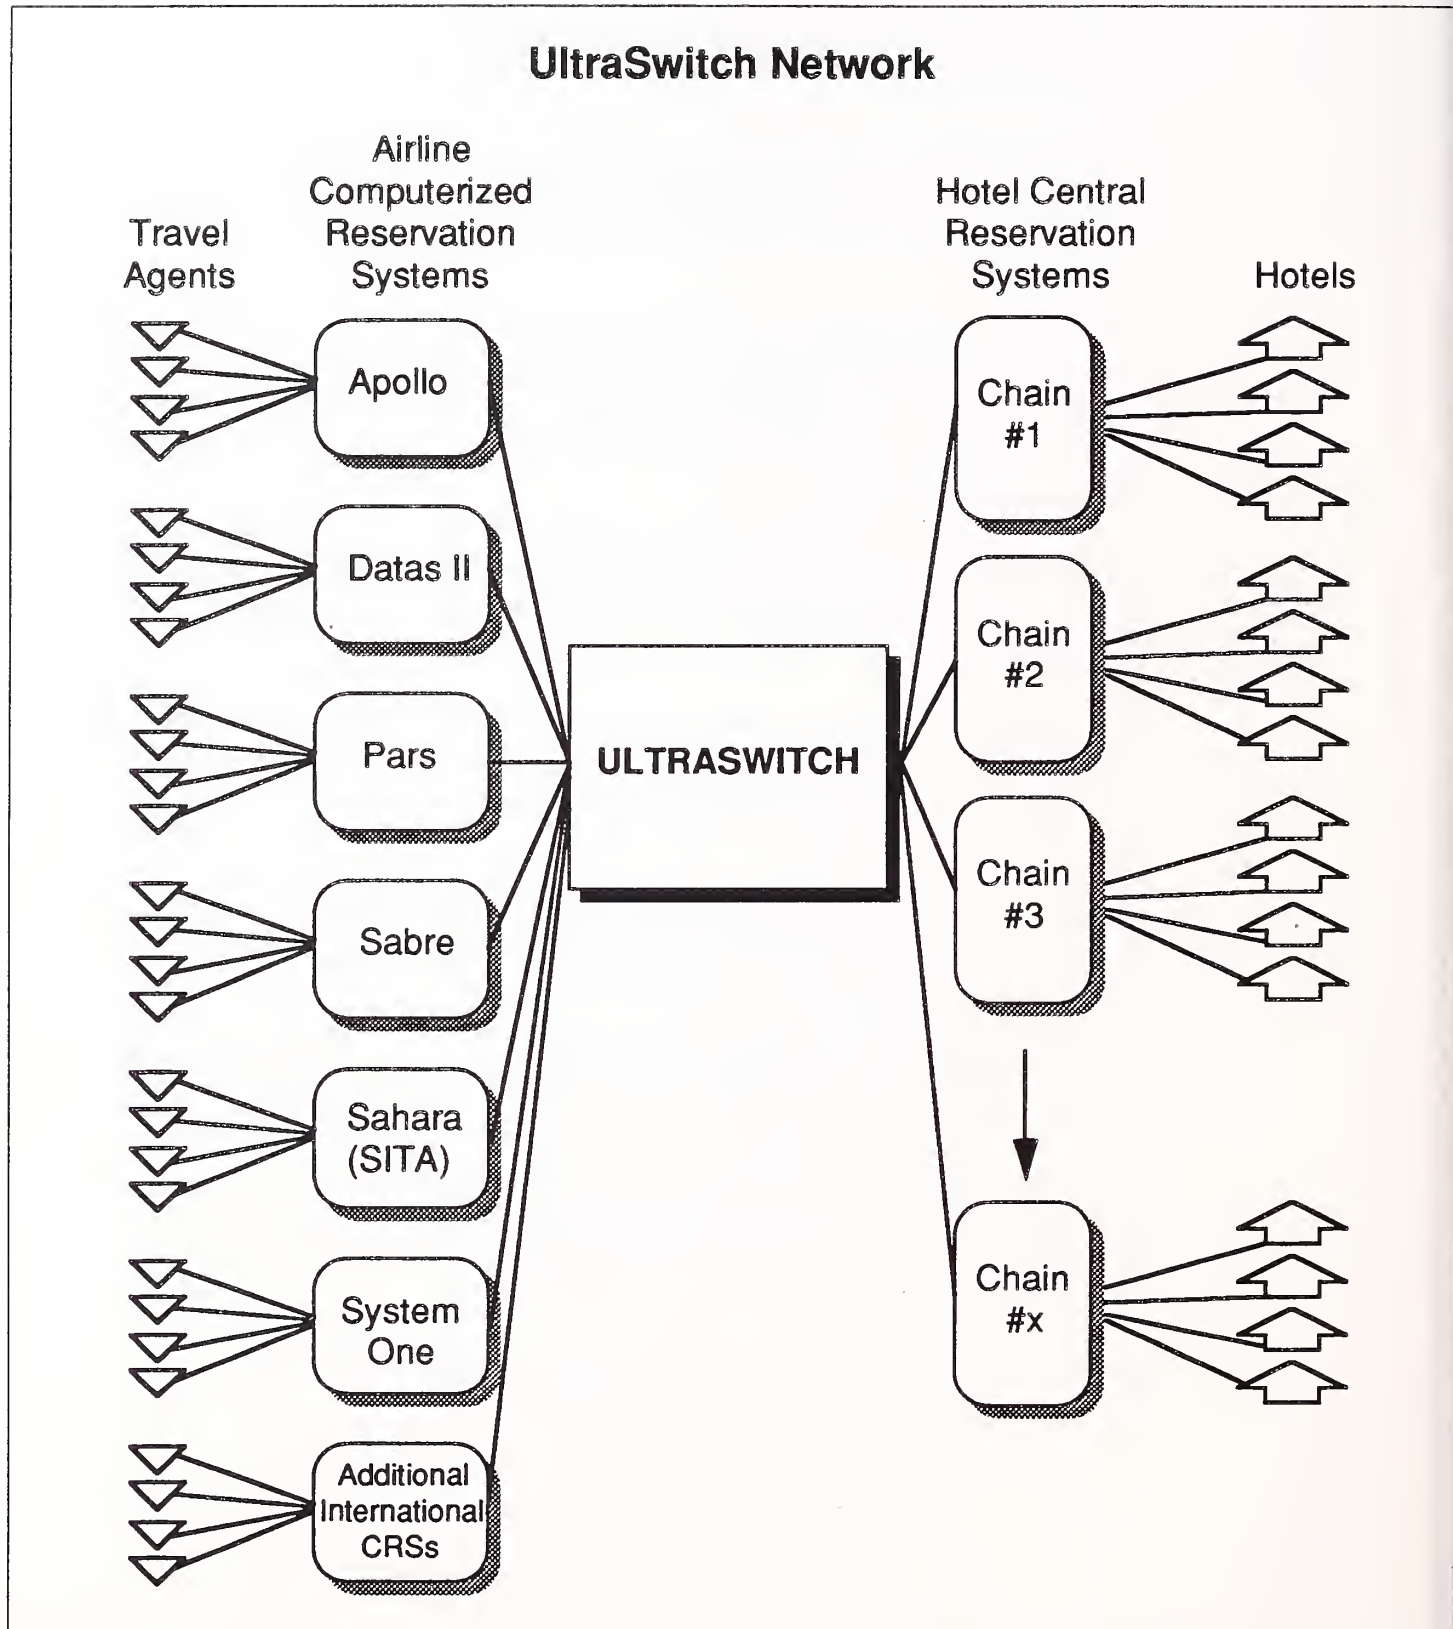 UltraSwitch Network
Travel
Agents
Airline
Computerized
Reservation
Systems
Hotel Central
Reservation
Systems
Hotels
Apollo
Datas II
Pars
Sabre
Sahara
(SITA)
System
One
Additional
International
CRSs
ULTRASWITCH
Chain
#1
Chain
#2
Chain
#3
Chain
#x